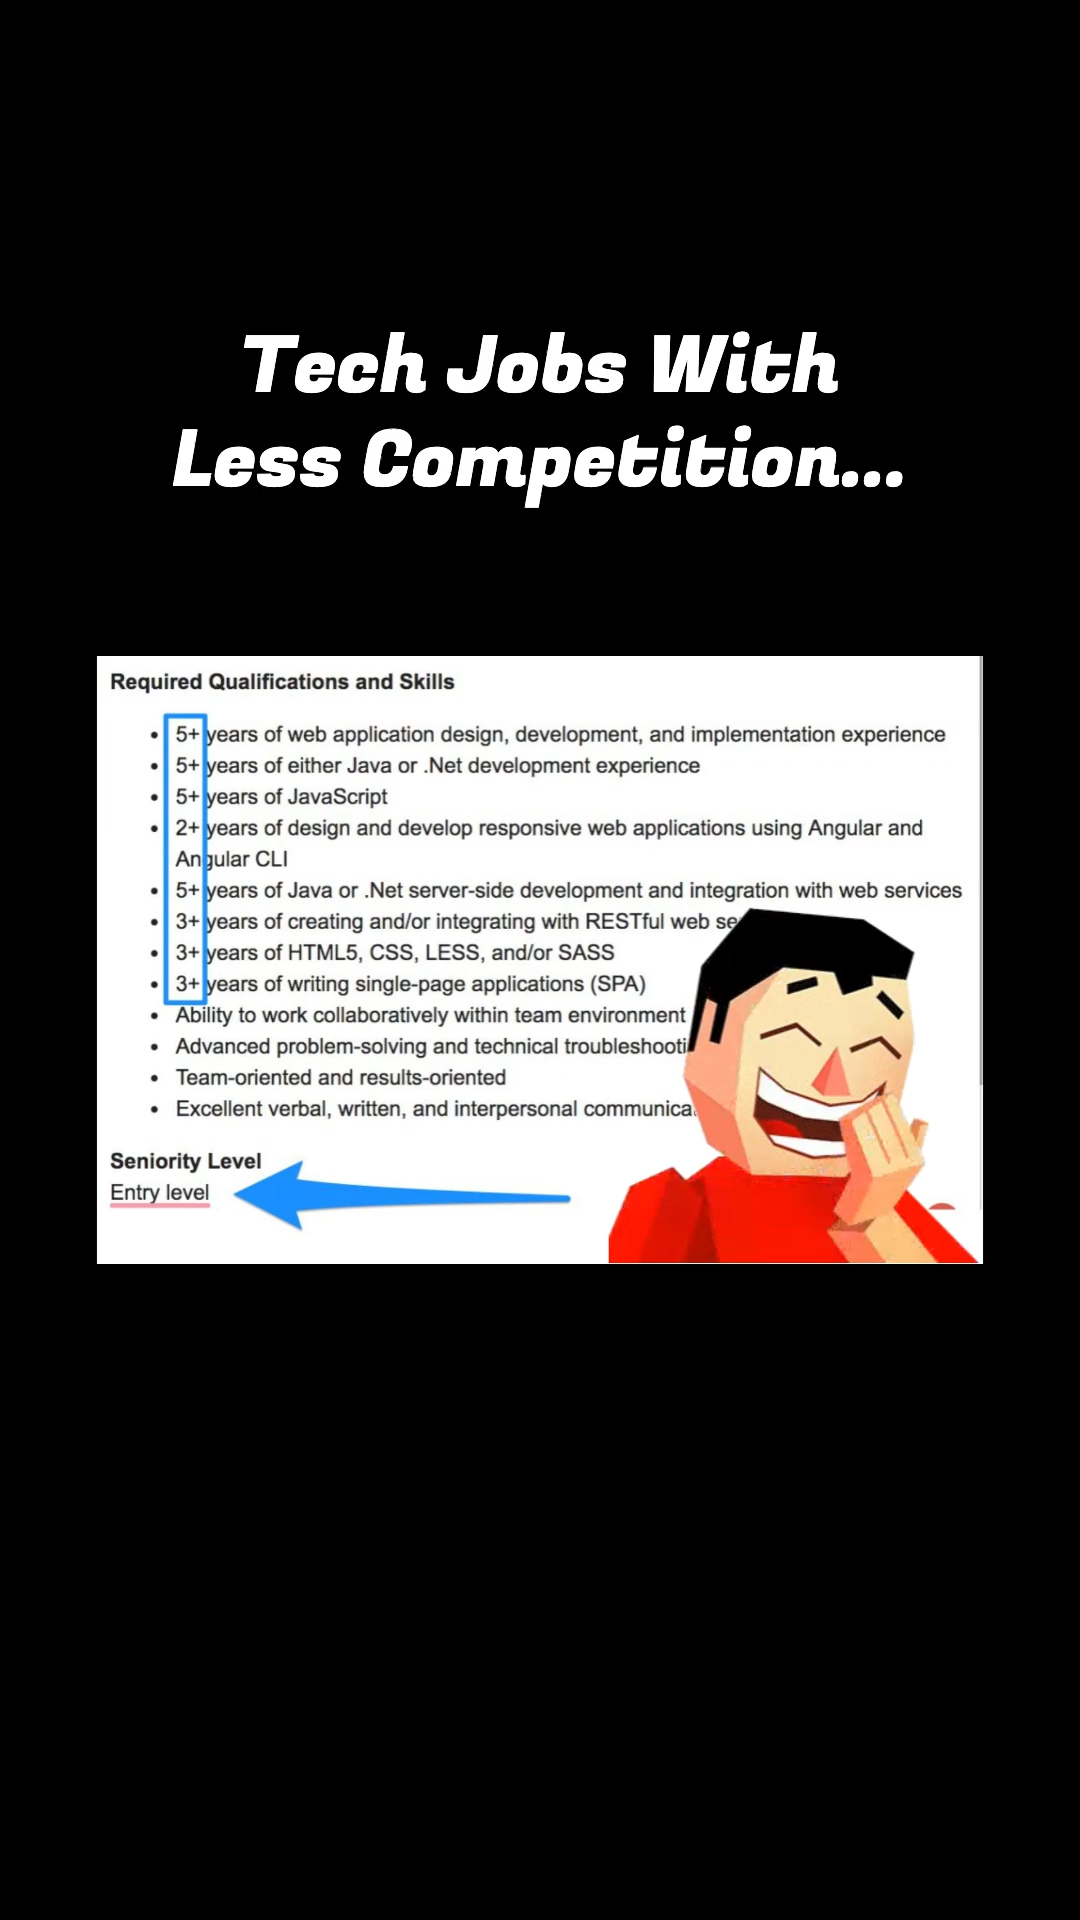 Tech Jobs With
Less Competition...
Required Qualifications and Skills
• 5+ years of web application design, development, and implementation experience
• 5+ years of either Java or .Net development experience
• 5+ years of JavaScript
• 2+ years of design and develop responsive web applications using Angular and
Angular CLI
• 5+ years of Java or .Net server-side development and integration with web services
• 3+ years of creating and/or integrating with RESTful web
• 3+ years of HTML5, CSS, LESS, and/or SASS
• 3+ years of writing single-page applications (SPA)
• Ability to work collaboratively within team environment
• Advanced problem-solving and technical
• Team-oriented and results-oriented
• Excellent verbal, written, and interpersonal
Seniority Level
Entry level